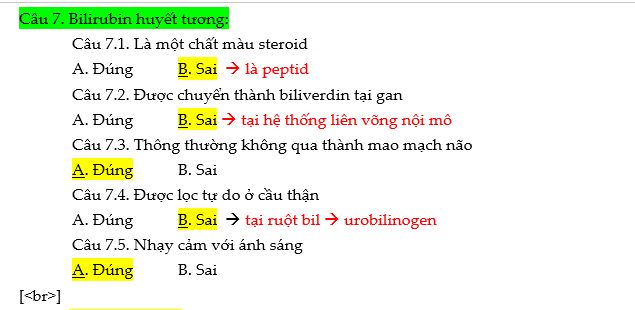 Câu 7. Bilirubin huyết tương:
Câu 7.1. Là một chất màu steroid
A. Đúng B. Sai → là peptid
Câu 7.2. Được chuyển thành biliverdin tại gan
A. Đúng B. Sai → tại hệ thống liên võng nội mô
Câu 7.3. Thông thường không qua thành mao mạch não
A. Đúng B. Sai
Câu 7.4. Được lọc tự do ở cầu thận
A. Đúng B. Sai → tại ruột bil → urobilinogen
Câu 7.5. Nhạy cảm với ánh sáng
A. Đúng B. Sai
[<br>]